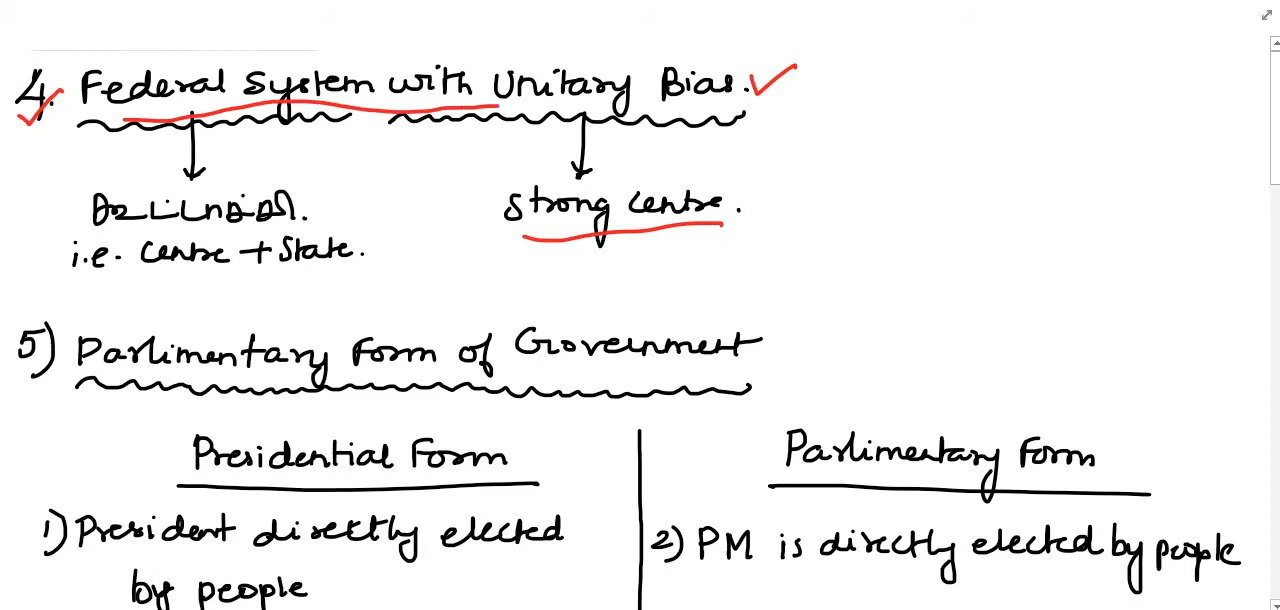 4. Federal System with Unitary Bias.
Strong Centre.
i.e. Centre + State.
5) Parlimentary Form of Government
Presidential Form
Parlimentary Form
1) President directly elected
by people
2) PM is directly elected by people